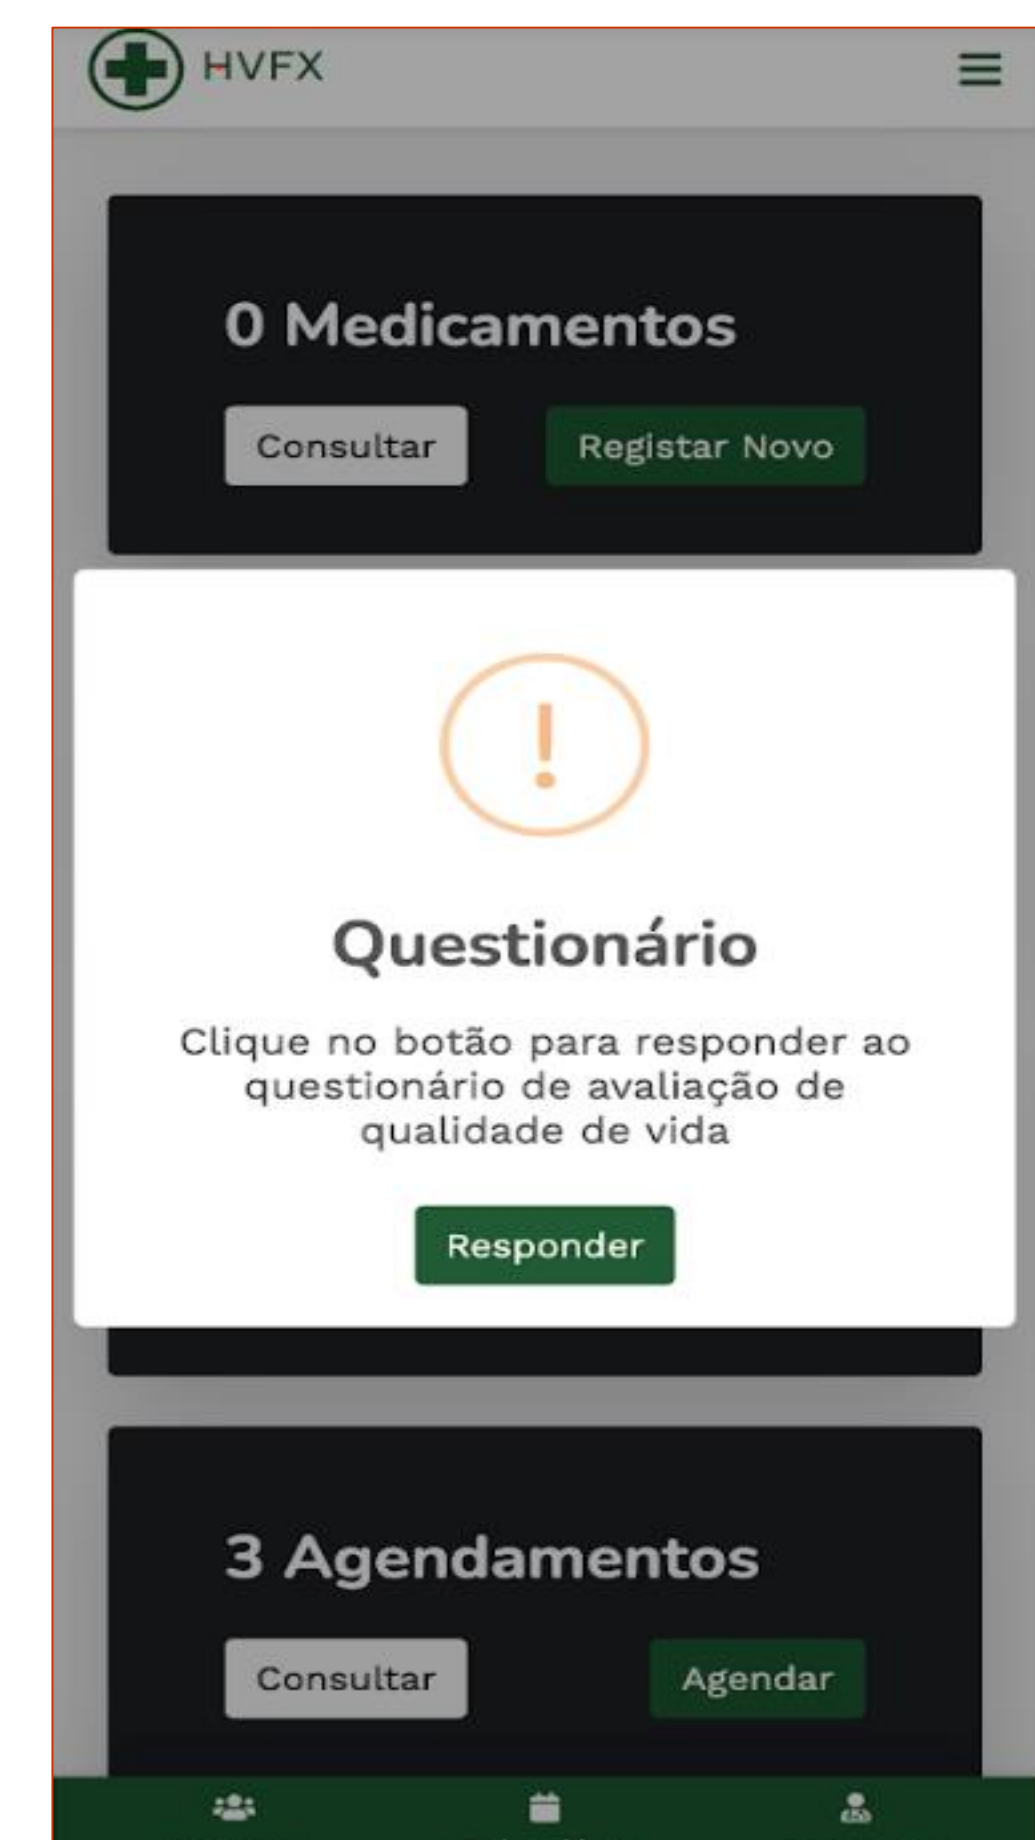 HVFX
0 Medicamentos
Consultar
Registar Novo
!
Questionário
Clique no botão para responder ao
questionário de avaliação de
qualidade de vida
Responder
3 Agendamentos
Consultar
Agendar